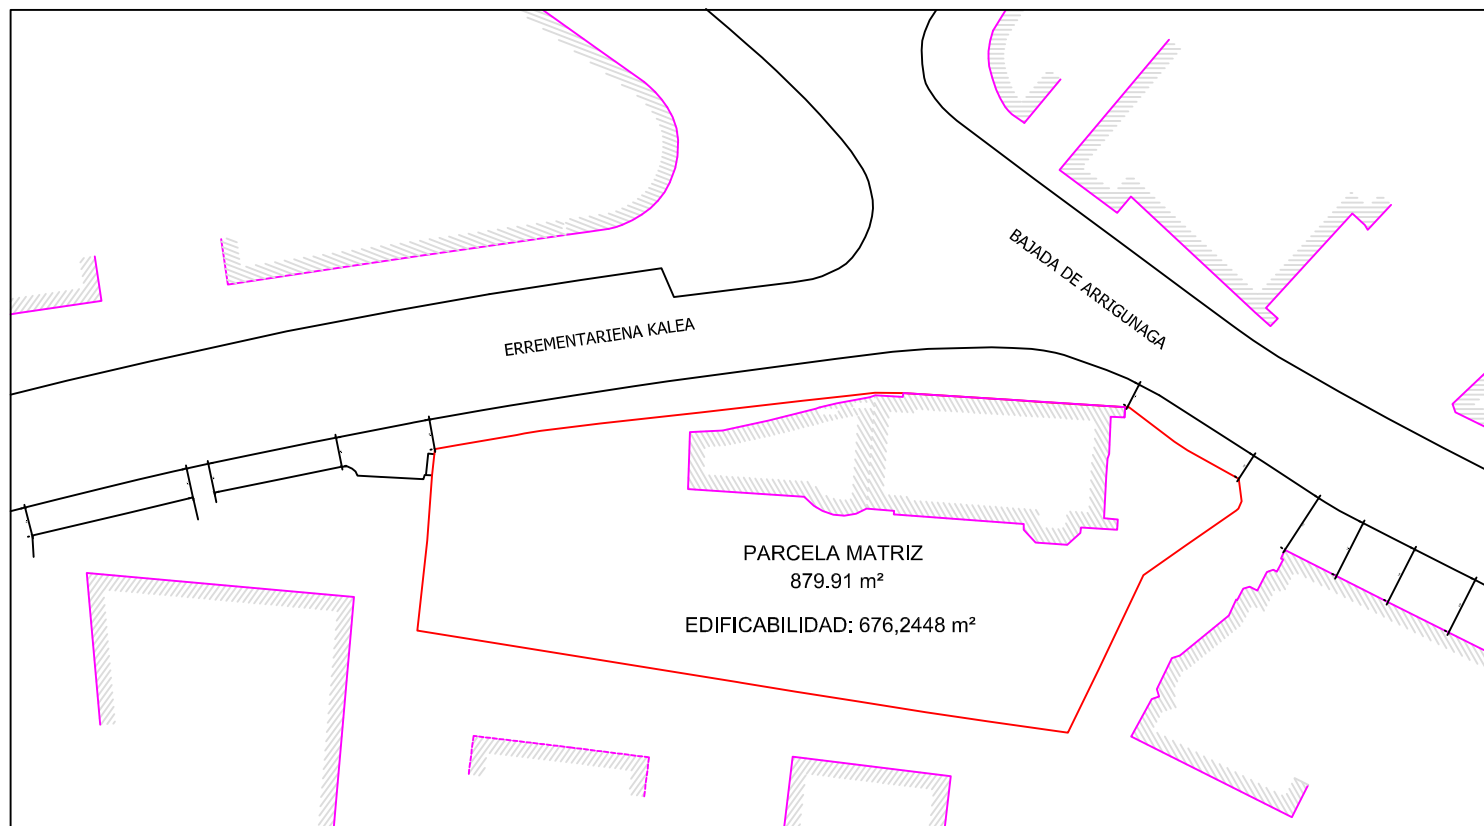 BAJADA DE ARRIGUNAGA
ERREMENTARIENA KALEA
PARCELA MATRIZ
879.91 m²
EDIFICABILIDAD: 676,2448 m²